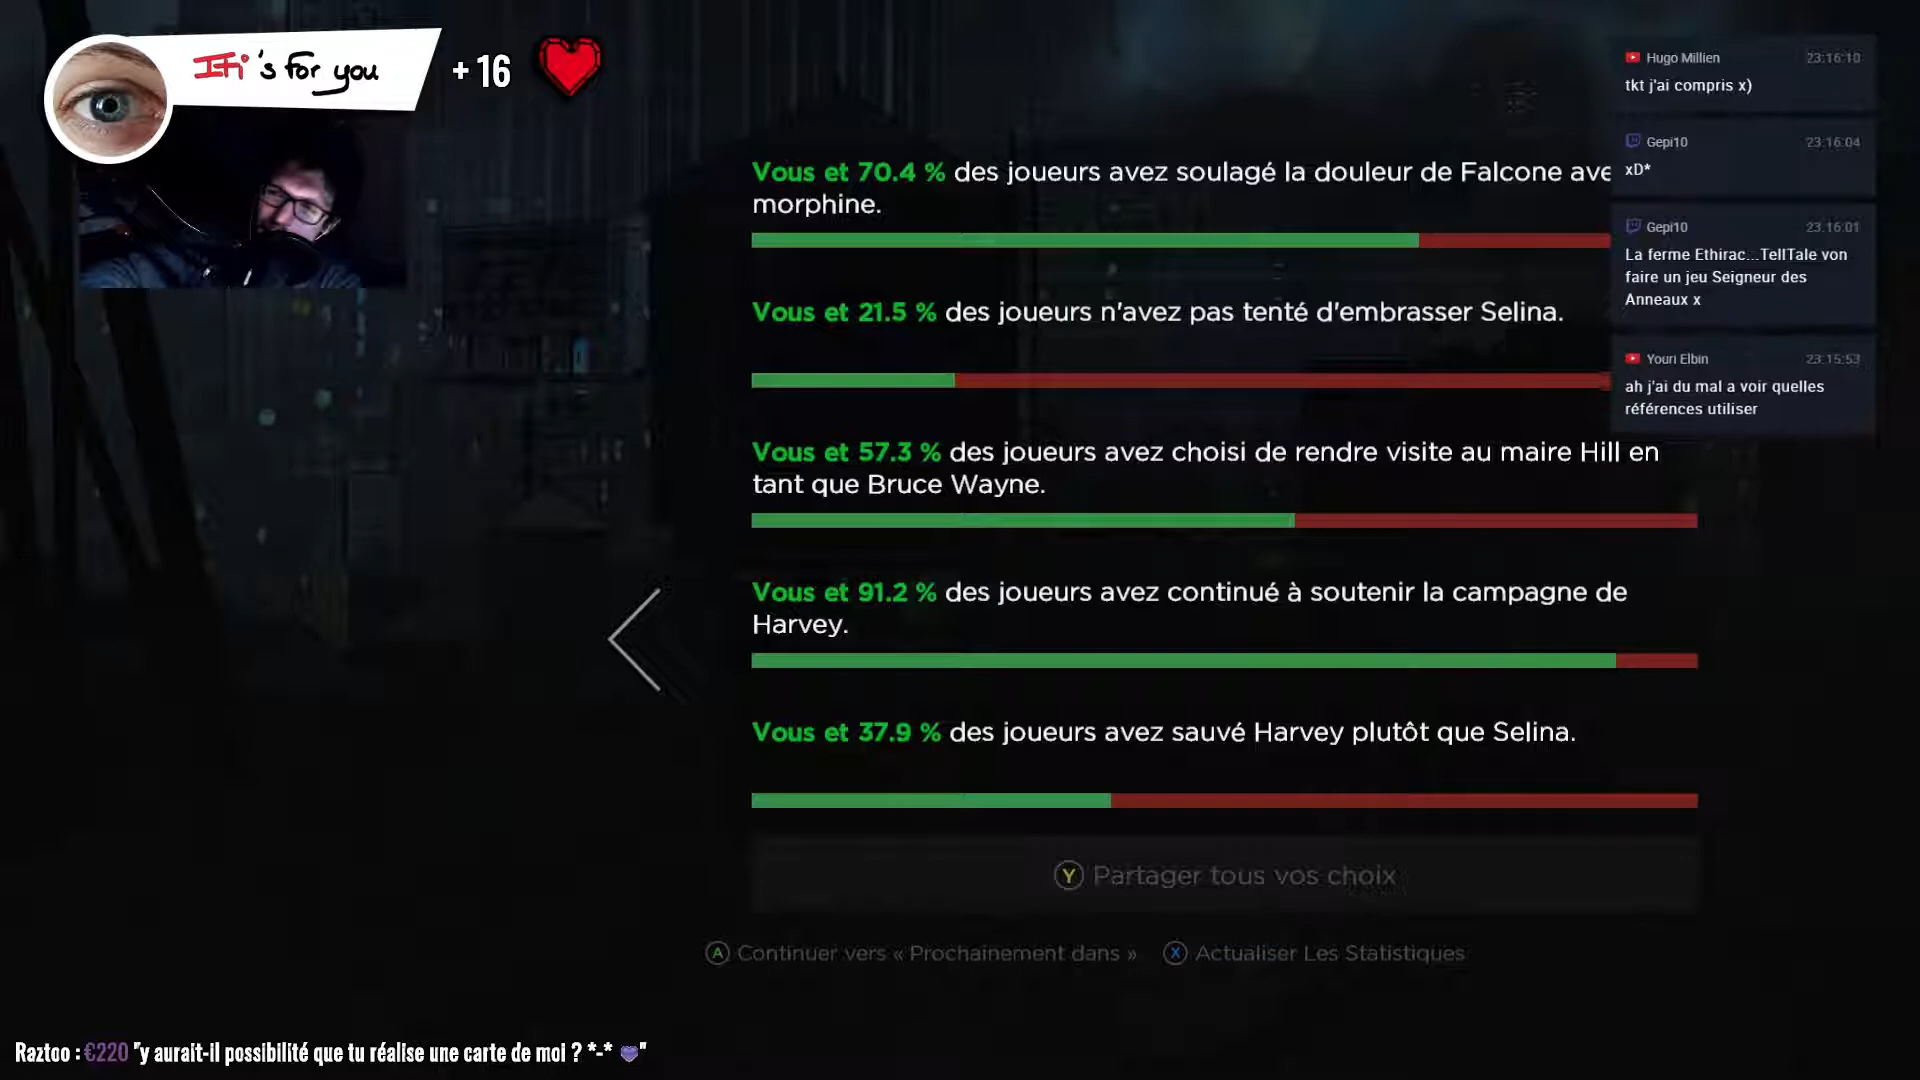 Iti's for you
+16
Vous et 70.4 % des joueurs avez soulagé la douleur de Falcone ave
morphine.
Vous et 21.5 % des joueurs n'avez pas tenté d'embrasser Selina.
Vous et 57.3 % des joueurs avez choisi de rendre visite au maire Hill en
tant que Bruce Wayne.
Vous et 91.2 % des joueurs avez continué à soutenir la campagne de
Harvey.
Vous et 37.9 % des joueurs avez sauvé Harvey plutôt que Selina.
Y Partager tous vos choix
A Continuer vers « Prochainement dans » X Actualiser Les Statistiques
Hugo Millien 23:16:10
tkt j'ai compris x)
Gepi10 23:16:04
xD*
Gepi10 23:16:01
La ferme Ethirac...TellTale von
faire un jeu Seigneur des
Anneaux x
Youri Elbin 23:15:53
ah j'ai du mal a voir quelles
références utiliser
Raztoo : €220 "y aurait-il possibilité que tu réalise une carte de moi ? *-* 💜"